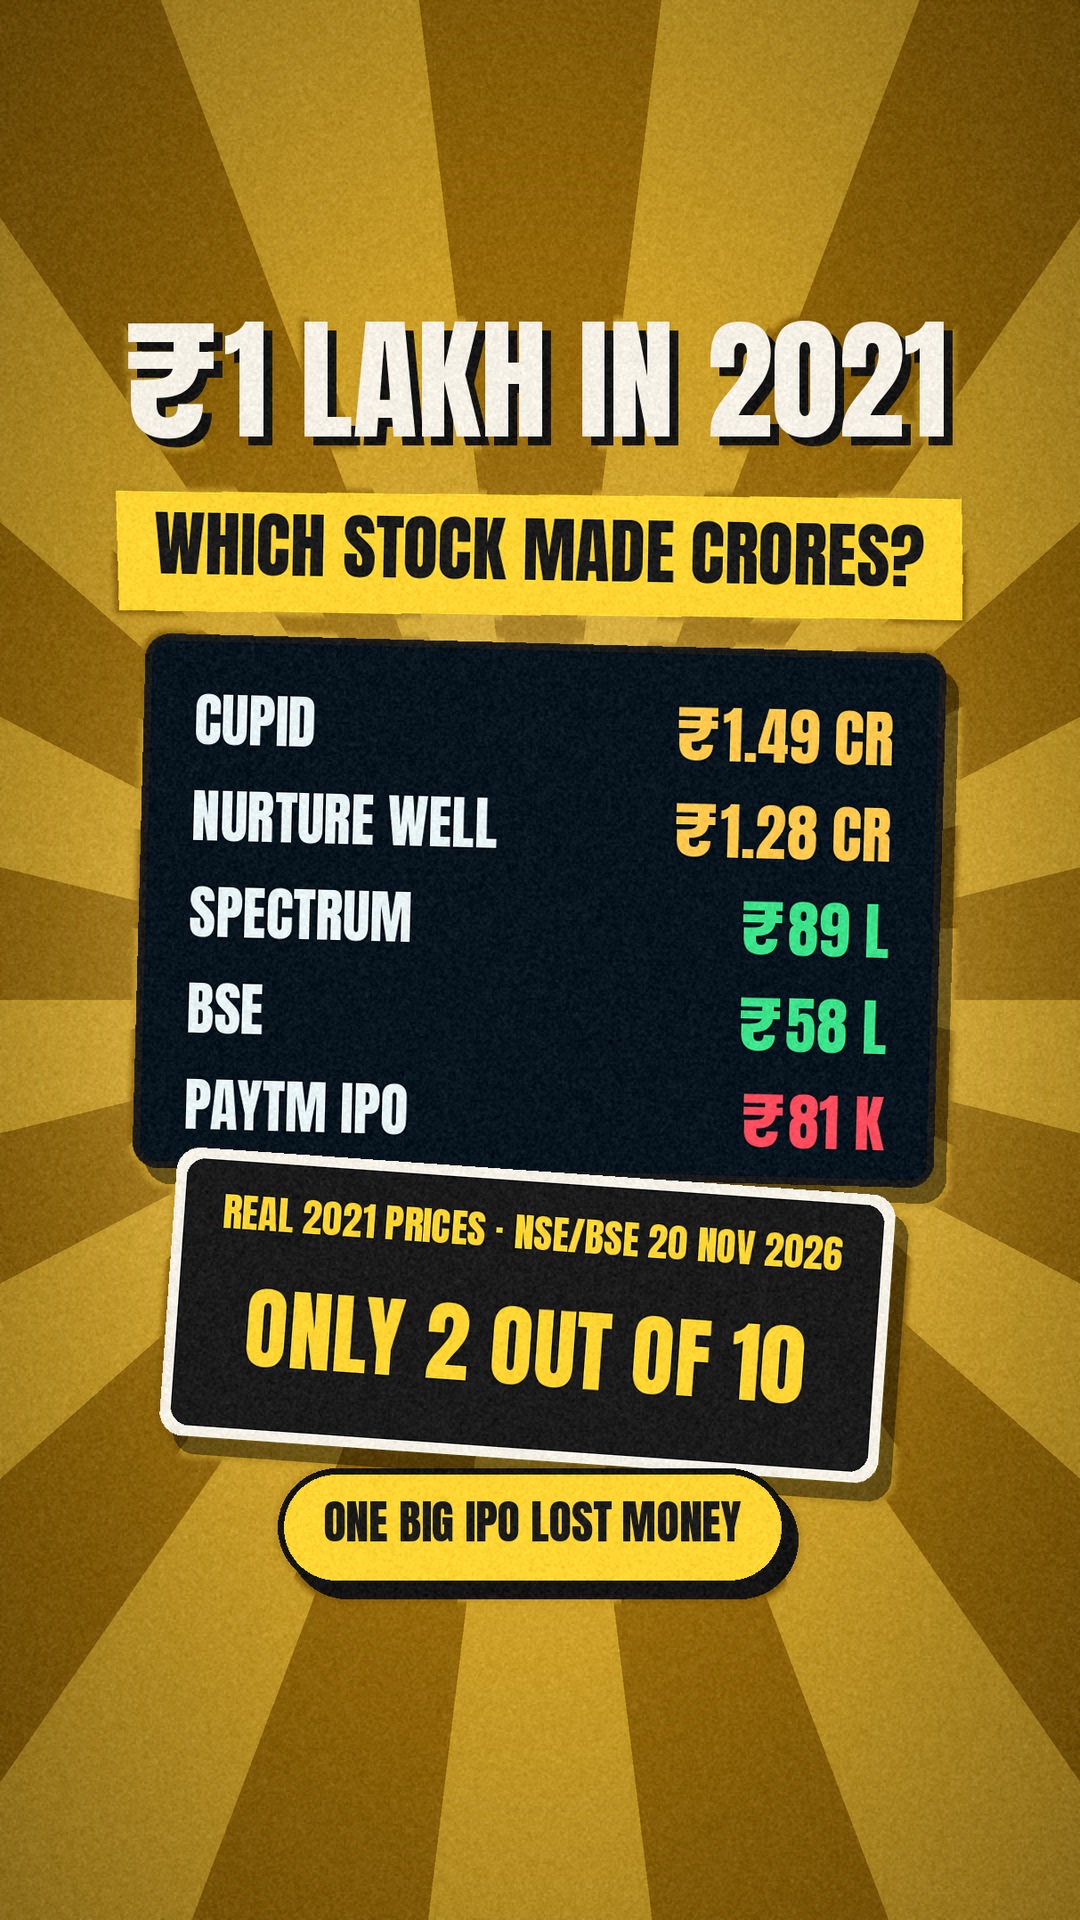 ₹1 LAKH IN 2021
WHICH STOCK MADE CRORES?
CUPID ₹1.49 CR
NURTURE WELL ₹1.28 CR
SPECTRUM ₹89 L
BSE ₹58 L
PAYTM IPO ₹81 K
REAL 2021 PRICES · NSE/BSE 20 NOV 2026
ONLY 2 OUT OF 10
ONE BIG IPO LOST MONEY